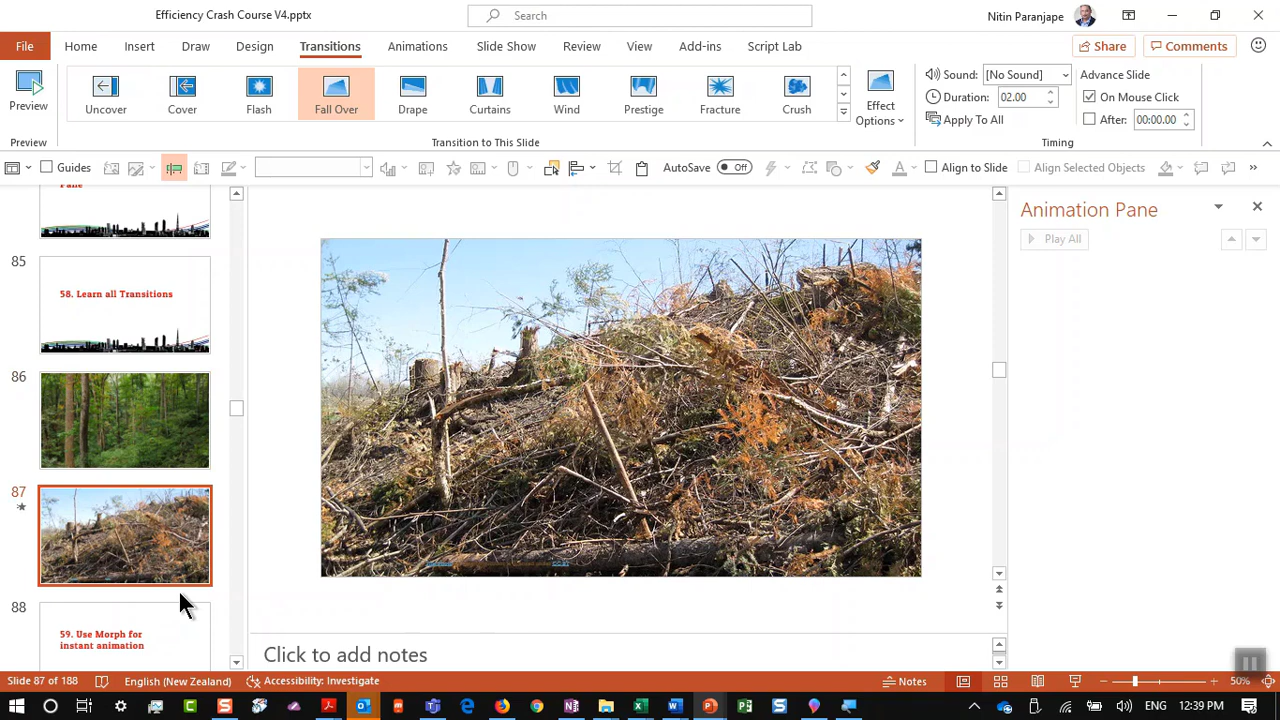 Efficiency Crash Course V4.pptx
Search
Nitin Paranjape
File
Home
Insert
Draw
Design
Transitions
Animations
Slide Show
Review
View
Add-ins
Script Lab
Share
Comments
Preview
Uncover
Cover
Flash
Fall Over
Drape
Curtains
Wind
Prestige
Fracture
Crush
Effect
Options
Sound:
[No Sound]
Duration:
02.00
Apply To All
Advance Slide
On Mouse Click
After:
00:00.00
Preview
Transition to This Slide
Timing
Guides
AutoSave
Off
Align to Slide
Align Selected Objects
Pane
85
58. Learn all Transitions
86
87
88
59. Use Morph for
instant animation
Animation Pane
Play All
Click to add notes
Slide 87 of 188
English (New Zealand)
Accessibility: Investigate
Notes
50%
ENG
12:39 PM